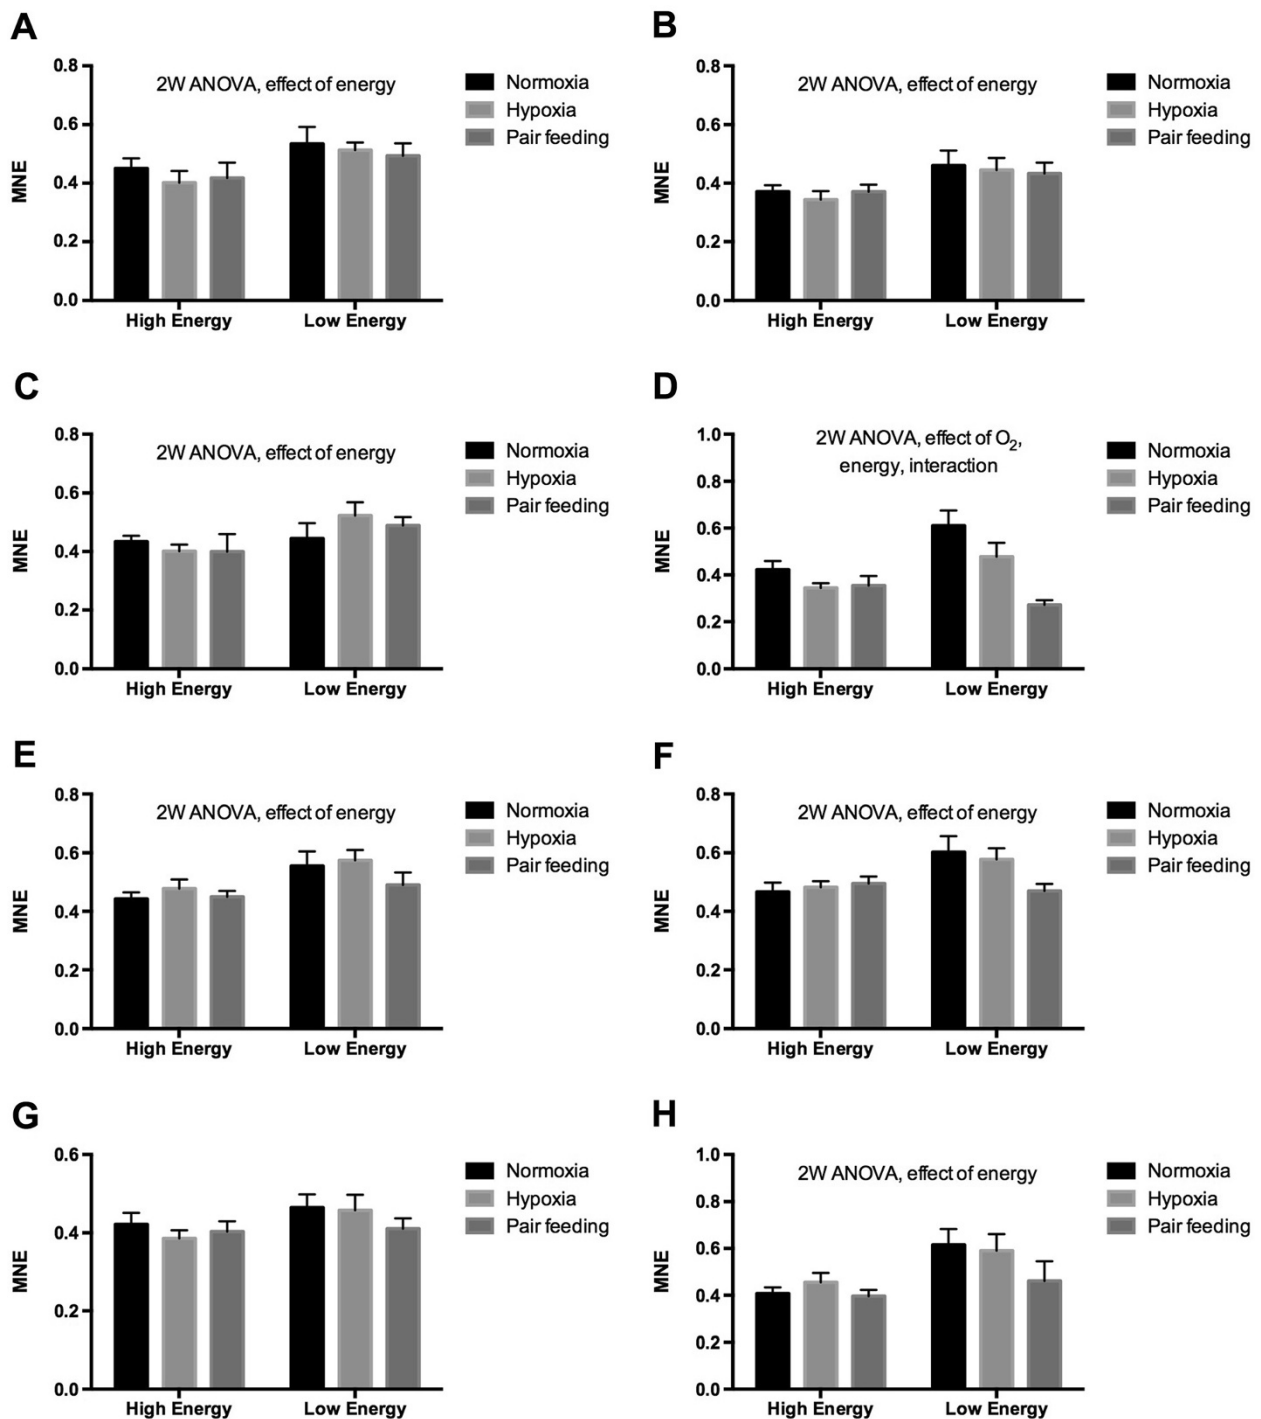 A
0.8
0.6
0.4
0.2
0.0
MNE
2W ANOVA, effect of energy
Normoxia
Hypoxia
Pair feeding
High Energy
Low Energy
B
0.8
0.6
0.4
0.2
0.0
MNE
2W ANOVA, effect of energy
Normoxia
Hypoxia
Pair feeding
High Energy
Low Energy
C
0.8
0.6
0.4
0.2
0.0
MNE
2W ANOVA, effect of energy
Normoxia
Hypoxia
Pair feeding
High Energy
Low Energy
D
1.0
0.8
0.6
0.4
0.2
0.0
MNE
2W ANOVA, effect of O₂,
energy, interaction
Normoxia
Hypoxia
Pair feeding
High Energy
Low Energy
E
0.8
0.6
0.4
0.2
0.0
MNE
2W ANOVA, effect of energy
Normoxia
Hypoxia
Pair feeding
High Energy
Low Energy
F
0.8
0.6
0.4
0.2
0.0
MNE
2W ANOVA, effect of energy
Normoxia
Hypoxia
Pair feeding
High Energy
Low Energy
G
0.6
0.4
0.2
0.0
MNE
Normoxia
Hypoxia
Pair feeding
High Energy
Low Energy
H
1.0
0.8
0.6
0.4
0.2
0.0
MNE
2W ANOVA, effect of energy
Normoxia
Hypoxia
Pair feeding
High Energy
Low Energy